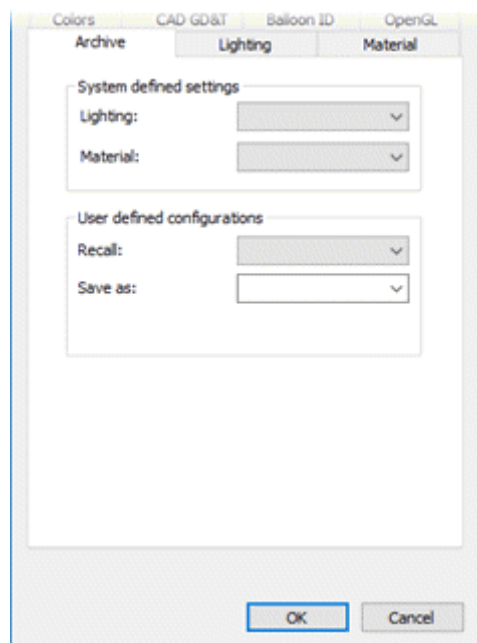 Colors CAD GD&T Balloon ID OpenGL
Archive Lighting Material
System defined settings
Lighting:
Material:
User defined configurations
Recall:
Save as:
OK Cancel